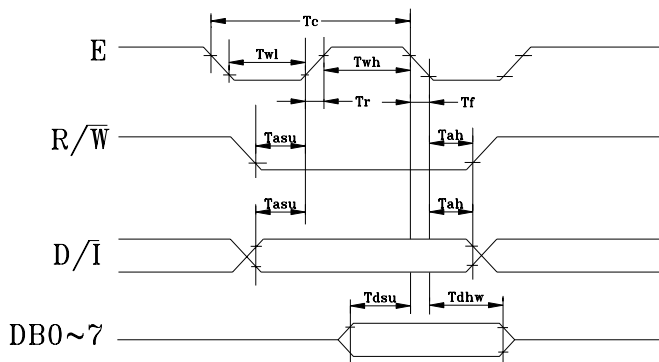 Tc
E
Twl
Twh
Tr
Tf
R/W̅
Tasu
Tah
Tasu
Tah
D/I̅
Tdsu
Tdhw
DB0~7